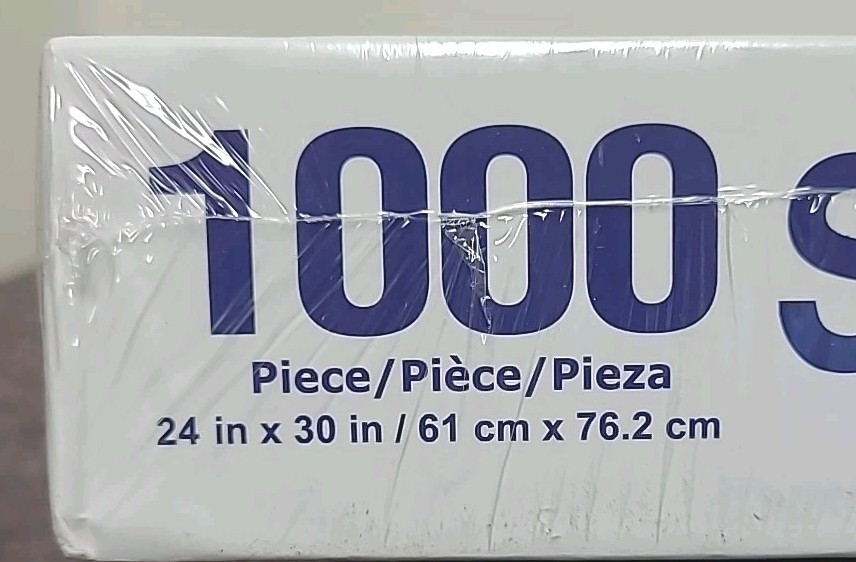 1000
Piece/Pièce/Pieza
24 in x 30 in / 61 cm x 76.2 cm